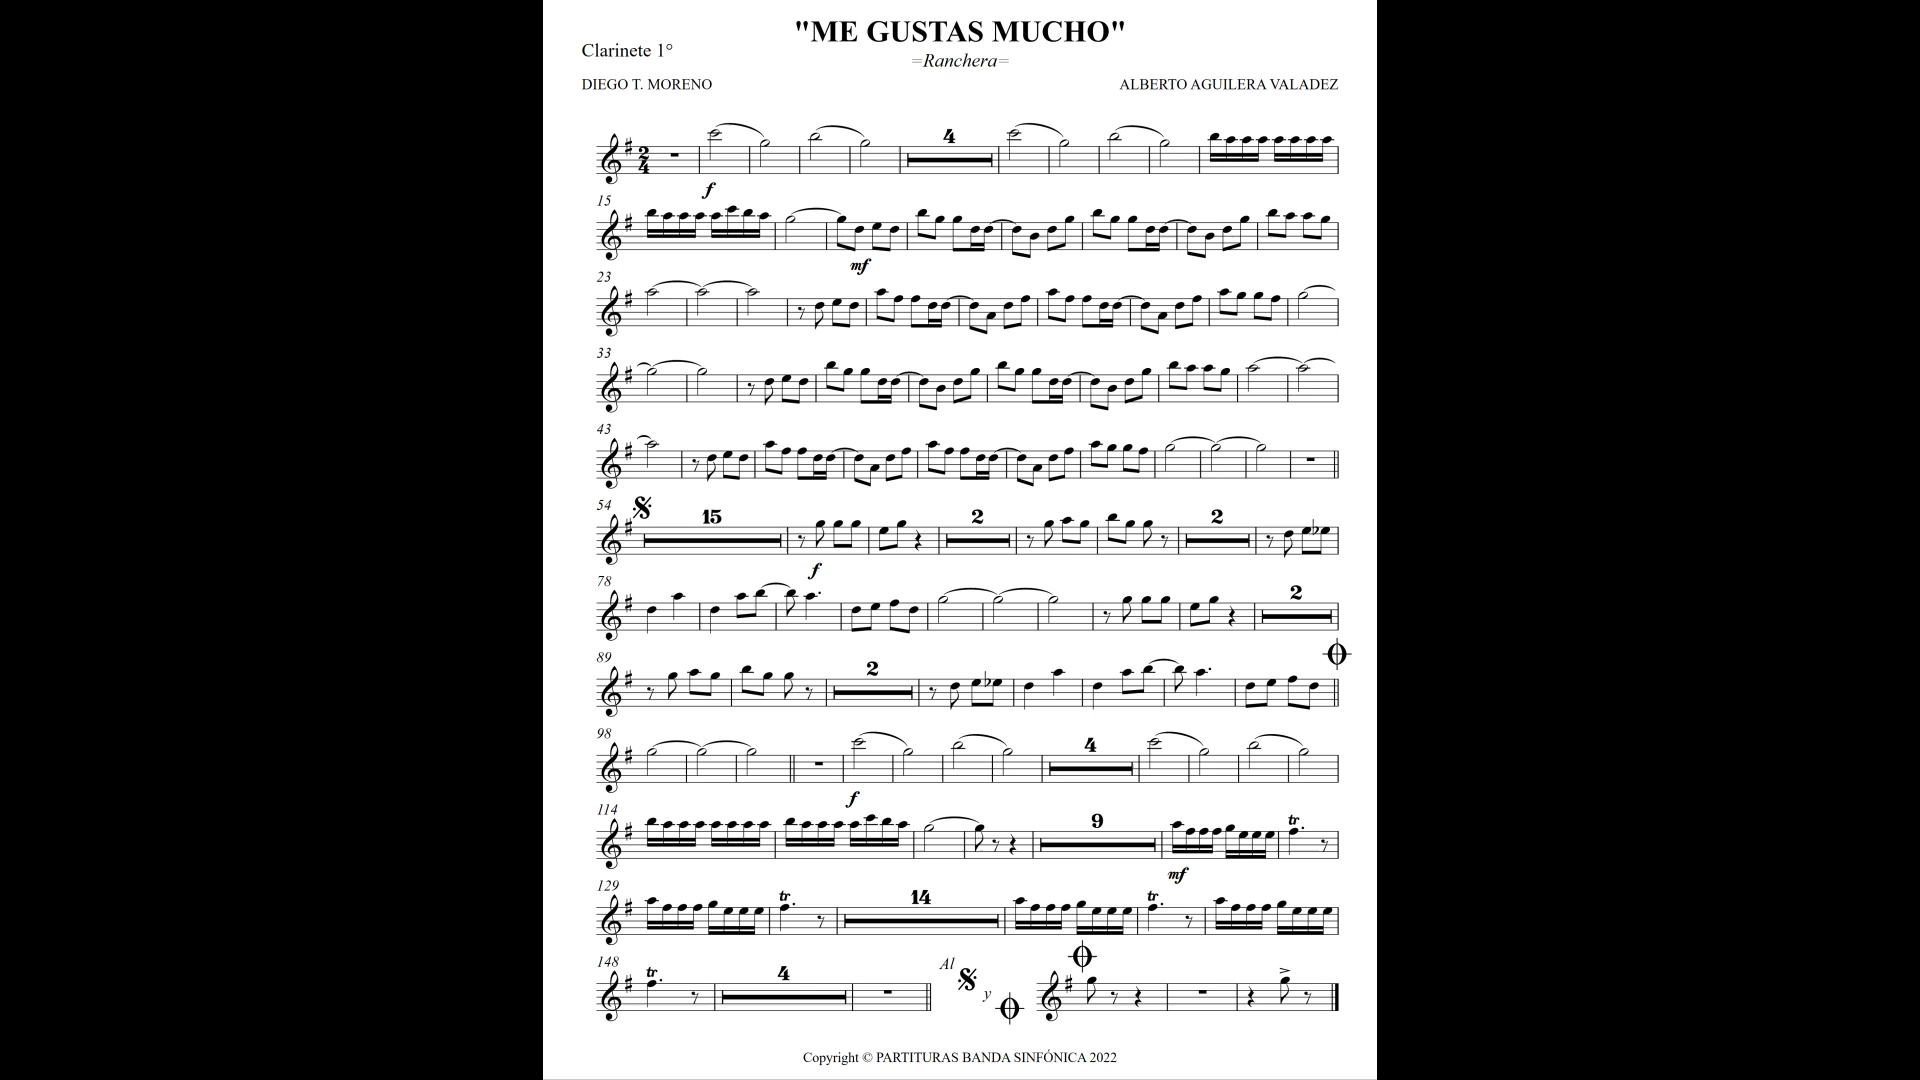 "ME GUSTAS MUCHO"
Clarinete 1°
=Ranchera=
DIEGO T. MORENO
ALBERTO AGUILERA VALADEZ
2
4
4
f
15
mf
23
33
43
54
15
2
2
f
78
2
89
2
98
4
f
114
9
tr
mf
129
tr
14
tr
148
tr
4
Al
y
Copyright © PARTITURAS BANDA SINFÓNICA 2022